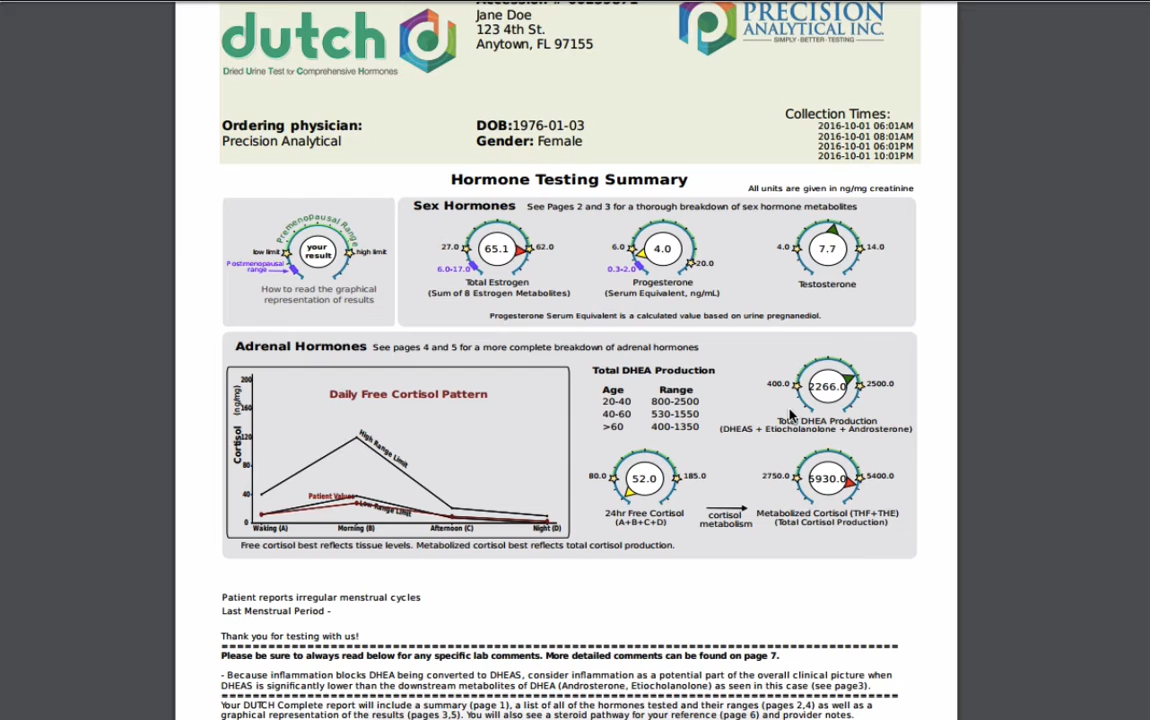 dutch
Dried Urine Test for Comprehensive Hormones
Jane Doe
123 4th St.
Anytown, FL 97155
PRECISION
ANALYTICAL INC.
SIMPLY · BETTER · TESTING
Ordering physician:
Precision Analytical
DOB:1976-01-03
Gender: Female
Collection Times:
2016-10-01 06:01AM
2016-10-01 08:01AM
2016-10-01 06:01PM
2016-10-01 10:01PM
Hormone Testing Summary
All units are given in ng/mg creatinine
Premenopausal Range
low limit
your
result
high limit
Postmenopausal
range
How to read the graphical
representation of results
Sex Hormones See Pages 2 and 3 for a thorough breakdown of sex hormone metabolites
27.0 65.1 62.0
6.0-17.0
Total Estrogen
(Sum of 8 Estrogen Metabolites)
6.0 4.0 20.0
0.3-2.0
Progesterone
(Serum Equivalent, ng/mL)
4.0 7.7 14.0
Testosterone
Progesterone Serum Equivalent is a calculated value based on urine pregnanediol.
Adrenal Hormones See pages 4 and 5 for a more complete breakdown of adrenal hormones
Daily Free Cortisol Pattern
Cortisol (ng/mg)
200
160
120
80
40
0
High Range Limit
Patient Values
Low Range Limit
Waking (A) Morning (B) Afternoon (C) Night (D)
Total DHEA Production
Age Range
20-40 800-2500
40-60 530-1550
>60 400-1350
400.0 2266.0 2500.0
Total DHEA Production
(DHEAS + Etiocholanolone + Androsterone)
80.0 52.0 185.0
24hr Free Cortisol
(A+B+C+D)
cortisol
metabolism
2750.0 5930.0 5400.0
Metabolized Cortisol (THF+THE)
(Total Cortisol Production)
Free cortisol best reflects tissue levels. Metabolized cortisol best reflects total cortisol production.
Patient reports irregular menstrual cycles
Last Menstrual Period -
Thank you for testing with us!
Please be sure to always read below for any specific lab comments. More detailed comments can be found on page 7.
- Because inflammation blocks DHEA being converted to DHEAS, consider inflammation as a potential part of the overall clinical picture when
DHEAS is significantly lower than the downstream metabolites of DHEA (Androsterone, Etiocholanolone) as seen in this case (see page3).
Your DUTCH Complete report will include a summary (page 1), a list of all of the hormones tested and their ranges (pages 2,4) as well as a
graphical representation of the results (pages 3,5). You will also see a steroid pathway for your reference (page 6) and provider notes.